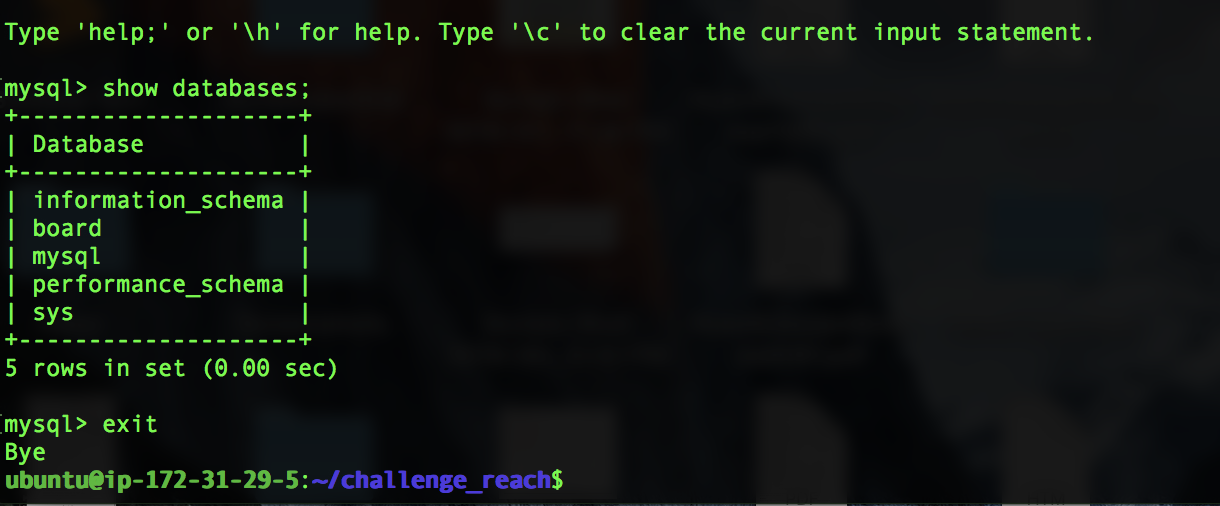 Type 'help;' or '\h' for help. Type '\c' to clear the current input statement.
mysql> show databases;
+--------------------+
| Database           |
+--------------------+
| information_schema |
| board              |
| mysql              |
| performance_schema |
| sys                |
+--------------------+
5 rows in set (0.00 sec)
mysql> exit
Bye
ubuntu@ip-172-31-29-5:~/challenge_reach$